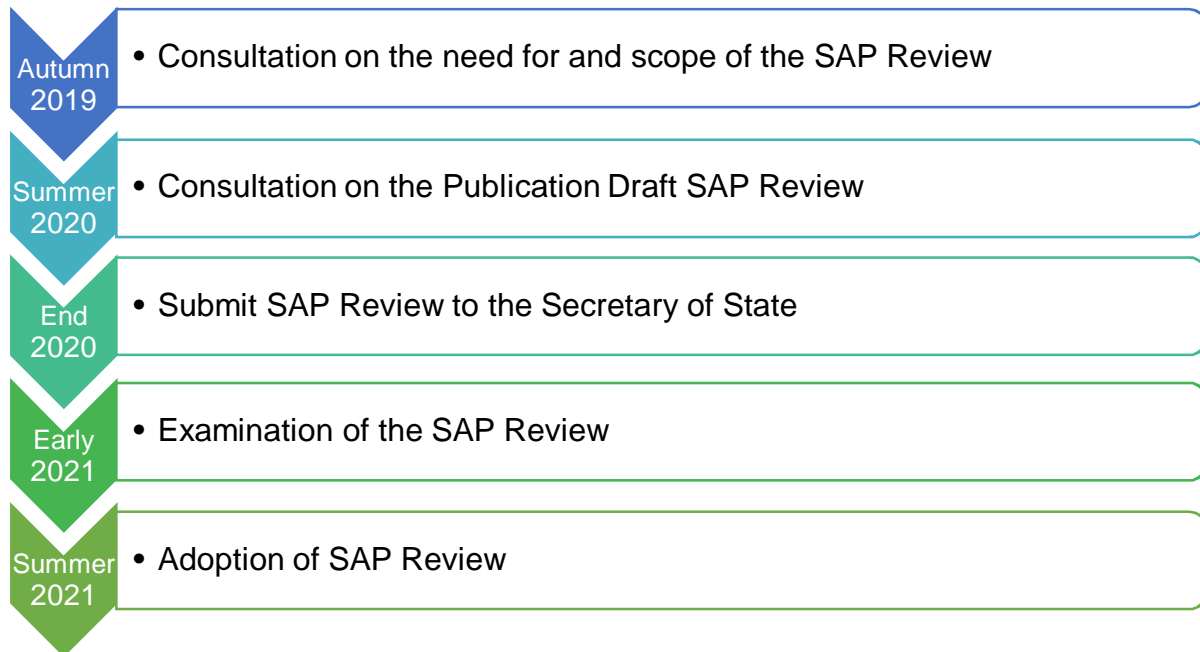 Autumn
2019
• Consultation on the need for and scope of the SAP Review
Summer
2020
• Consultation on the Publication Draft SAP Review
End
2020
• Submit SAP Review to the Secretary of State
Early
2021
• Examination of the SAP Review
Summer
2021
• Adoption of SAP Review